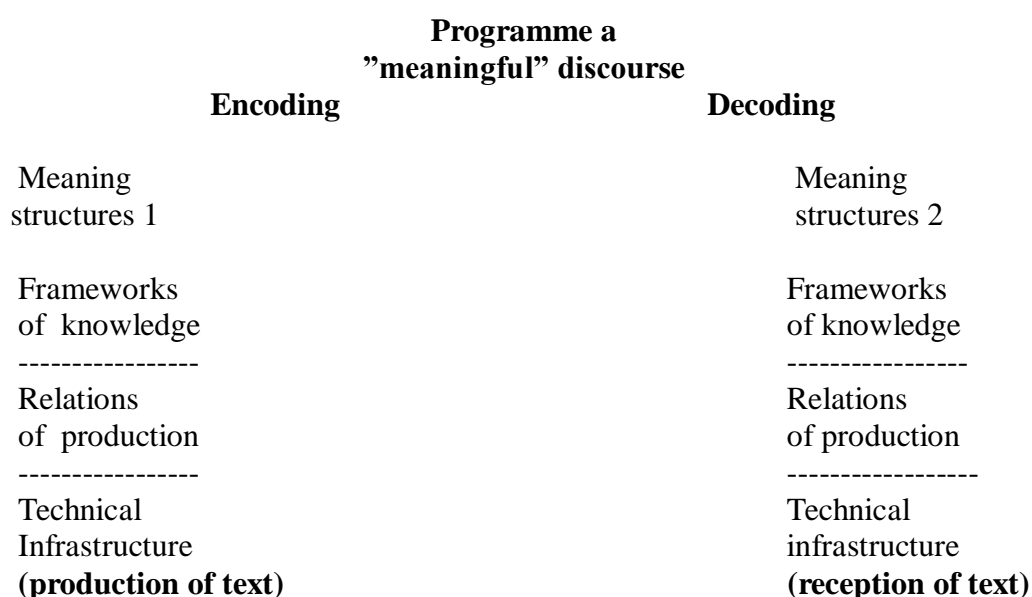 Programme a
”meaningful” discourse
Encoding Decoding
Meaning Meaning
structures 1 structures 2
Frameworks Frameworks
of knowledge of knowledge
----------------- -----------------
Relations Relations
of production of production
----------------- ------------------
Technical Technical
Infrastructure infrastructure
(production of text) (reception of text)